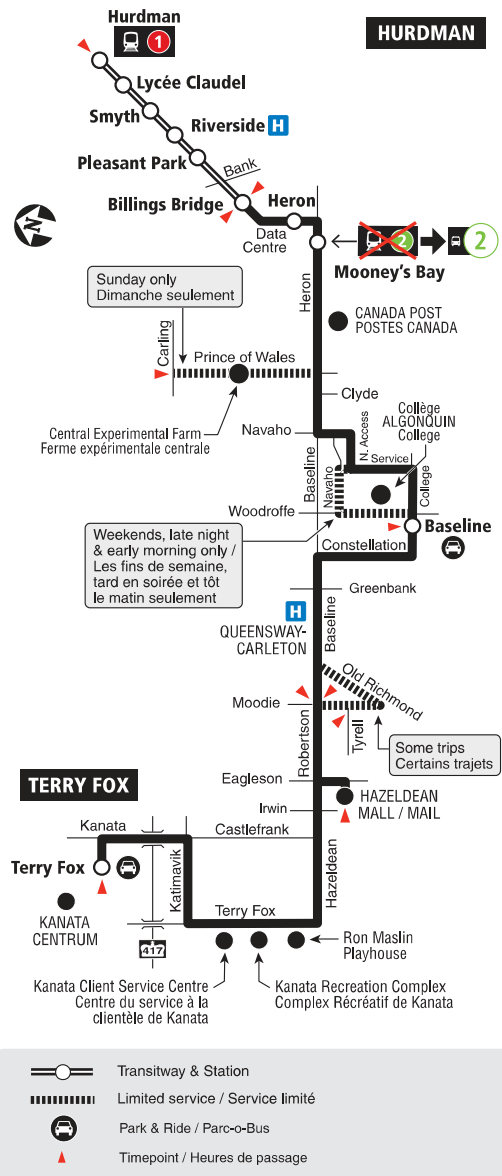 Hurdman
1
HURDMAN
Lycée Claudel
Smyth
Riverside H
Pleasant Park
Bank
Billings Bridge
Heron
Data
Centre
N
2
2
Mooney's Bay
Heron
Sunday only
Dimanche seulement
CANADA POST
POSTES CANADA
Carling
Prince of Wales
Clyde
Central Experimental Farm
Ferme expérimentale centrale
Navaho
Collège
ALGONQUIN
College
N. Access
Service
Baseline
Navaho
College
Woodroffe
Baseline
Weekends, late night
& early morning only /
Les fins de semaine,
tard en soirée et tôt
le matin seulement
Constellation
Greenbank
H
QUEENSWAY-
CARLETON
Baseline
Old Richmond
Moodie
Robertson
Tyrell
Some trips
Certains trajets
Eagleson
TERRY FOX
HAZELDEAN
MALL / MAIL
Irwin
Kanata
Castlefrank
Hazeldean
Terry Fox
Katimavik
KANATA
CENTRUM
Terry Fox
417
Ron Maslin
Playhouse
Kanata Client Service Centre
Centre du service à la
clientèle de Kanata
Kanata Recreation Complex
Complex Récréatif de Kanata
Transitway & Station
Limited service / Service limité
Park & Ride / Parc-o-Bus
Timepoint / Heures de passage